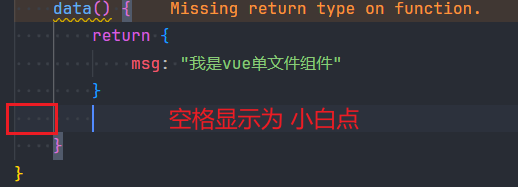 data() {    Missing return type on function.
return {
msg: "我是vue单文件组件"
}
空格显示为 小白点
}
}